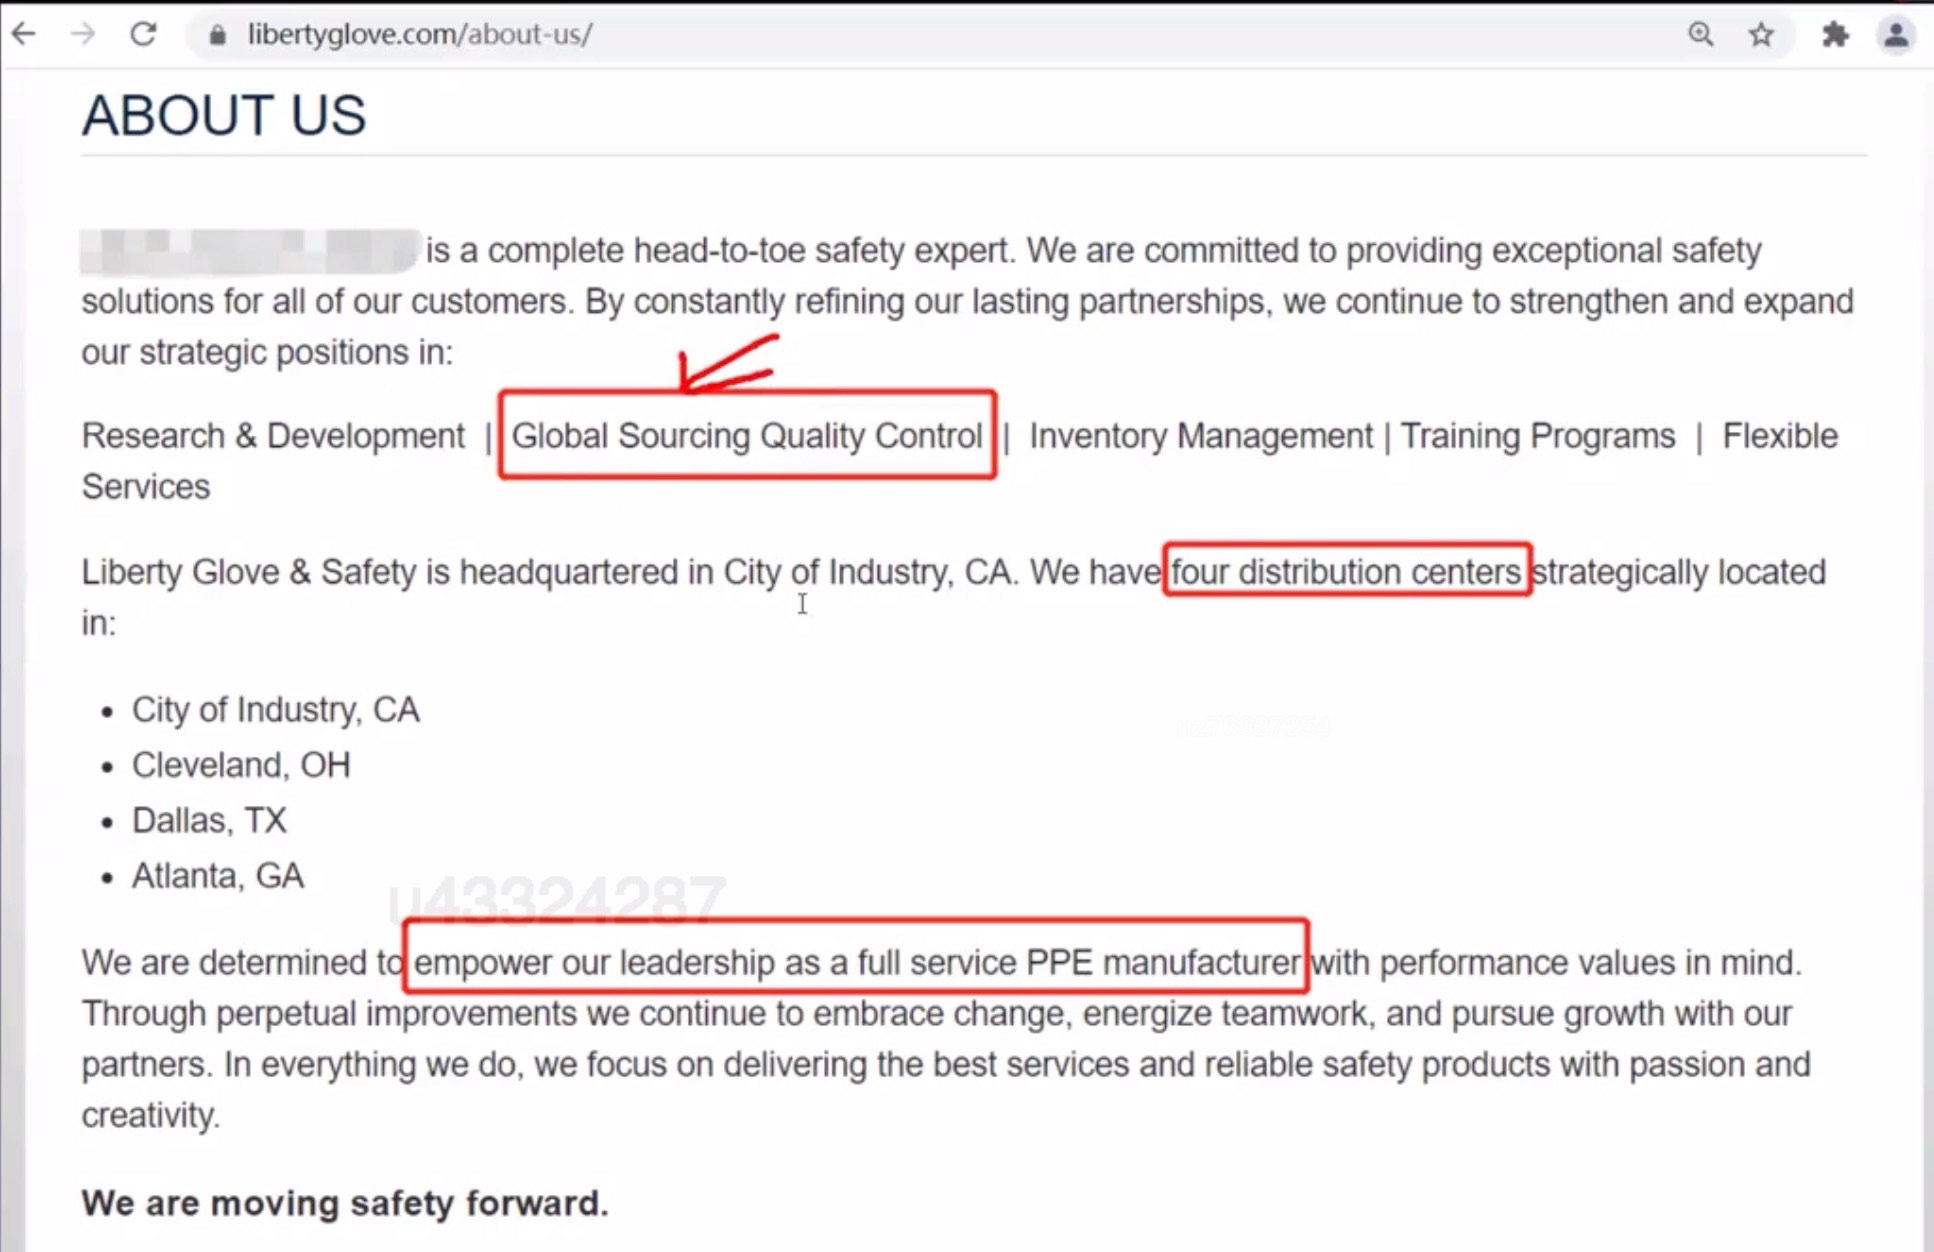 libertyglove.com/about-us/
ABOUT US
is a complete head-to-toe safety expert. We are committed to providing exceptional safety
solutions for all of our customers. By constantly refining our lasting partnerships, we continue to strengthen and expand
our strategic positions in:
Research & Development | Global Sourcing Quality Control | Inventory Management | Training Programs | Flexible
Services
Liberty Glove & Safety is headquartered in City of Industry, CA. We have four distribution centers strategically located
in:
• City of Industry, CA
• Cleveland, OH
• Dallas, TX
• Atlanta, GA
u43324287
We are determined to empower our leadership as a full service PPE manufacturer with performance values in mind.
Through perpetual improvements we continue to embrace change, energize teamwork, and pursue growth with our
partners. In everything we do, we focus on delivering the best services and reliable safety products with passion and
creativity.
We are moving safety forward.